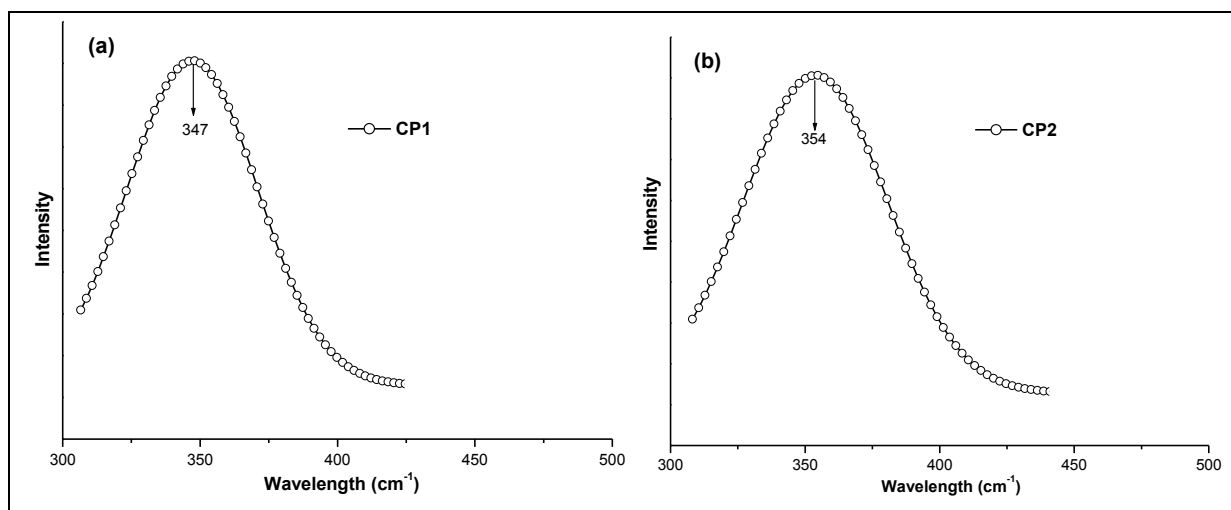 (a)
347
CP1
Intensity
300
350
400
450
500
Wavelength (cm⁻¹)
(b)
354
CP2
Intensity
300
350
400
450
500
Wavelength (cm⁻¹)